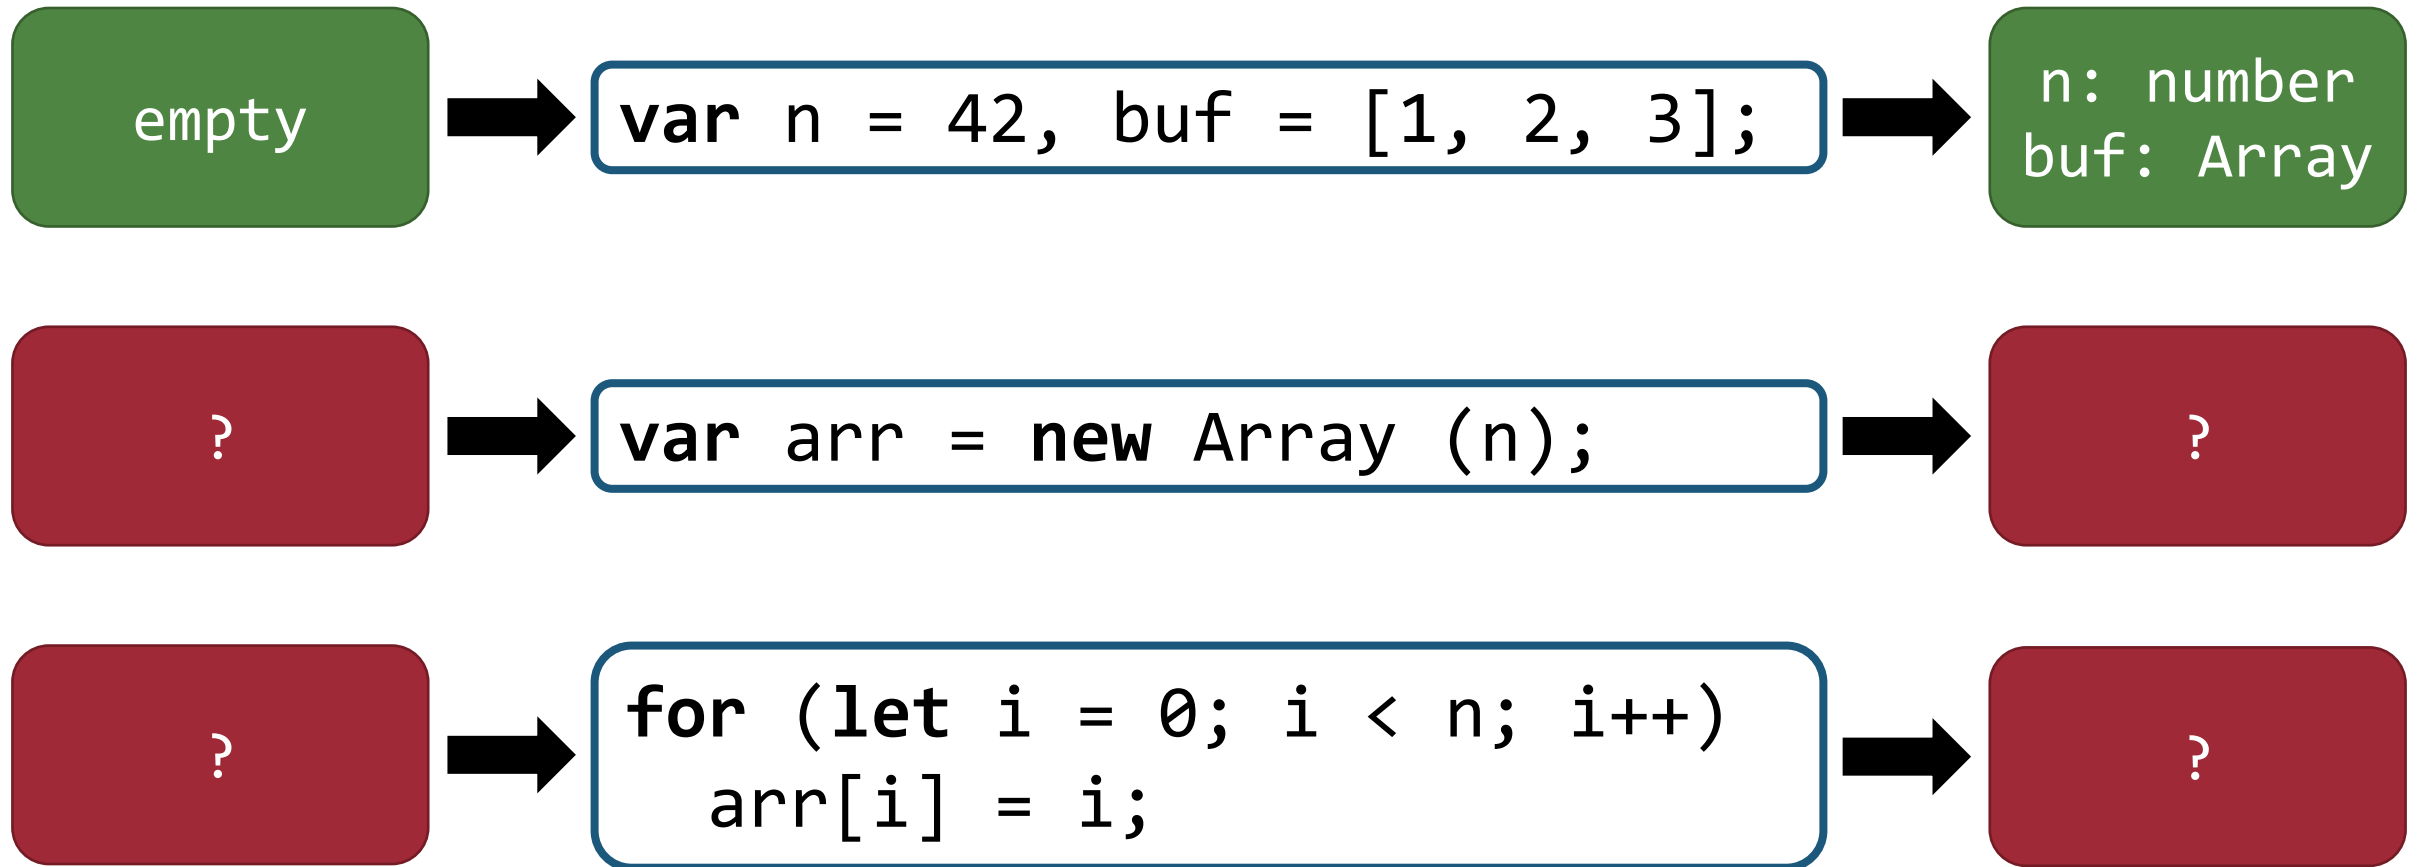 empty
var n = 42, buf = [1, 2, 3];
n: number
buf: Array
?
var arr = new Array (n);
?
?
for (let i = 0; i < n; i++)
  arr[i] = i;
?